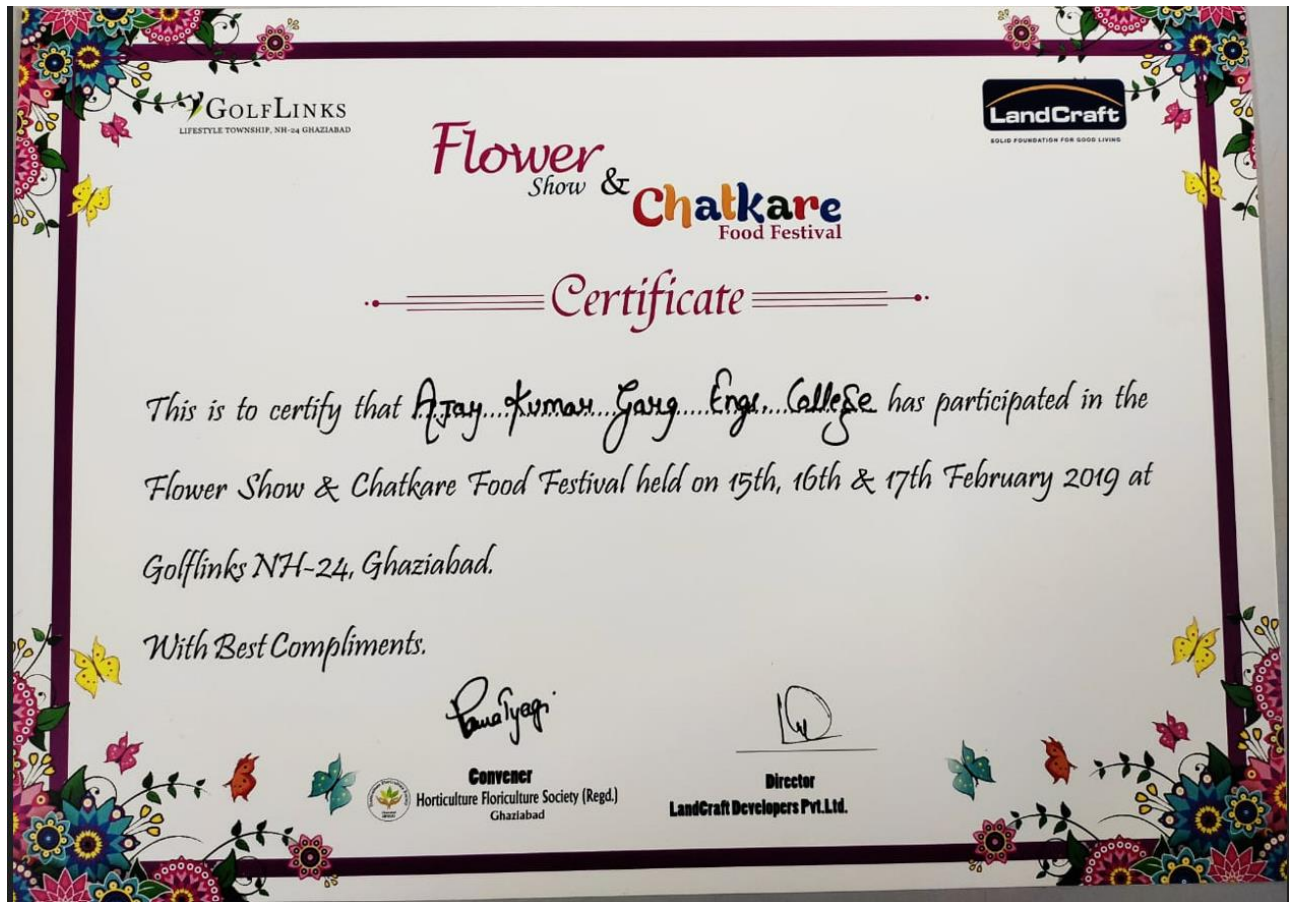 GOLFLINKS
LIFESTYLE TOWNSHIP, NH-24 GHAZIABAD
LandCraft
SOLID FOUNDATION FOR GOOD LIVING
Flower
Show &
Chatkare
Food Festival
Certificate
This is to certify that Ajay Kumar Garg Engg. College has participated in the
Flower Show & Chatkare Food Festival held on 15th, 16th & 17th February 2019 at
Golflinks NH-24, Ghaziabad.
With Best Compliments.
Convener
Horticulture Floriculture Society (Regd.)
Ghaziabad
Director
LandCraft Developers Pvt.Ltd.